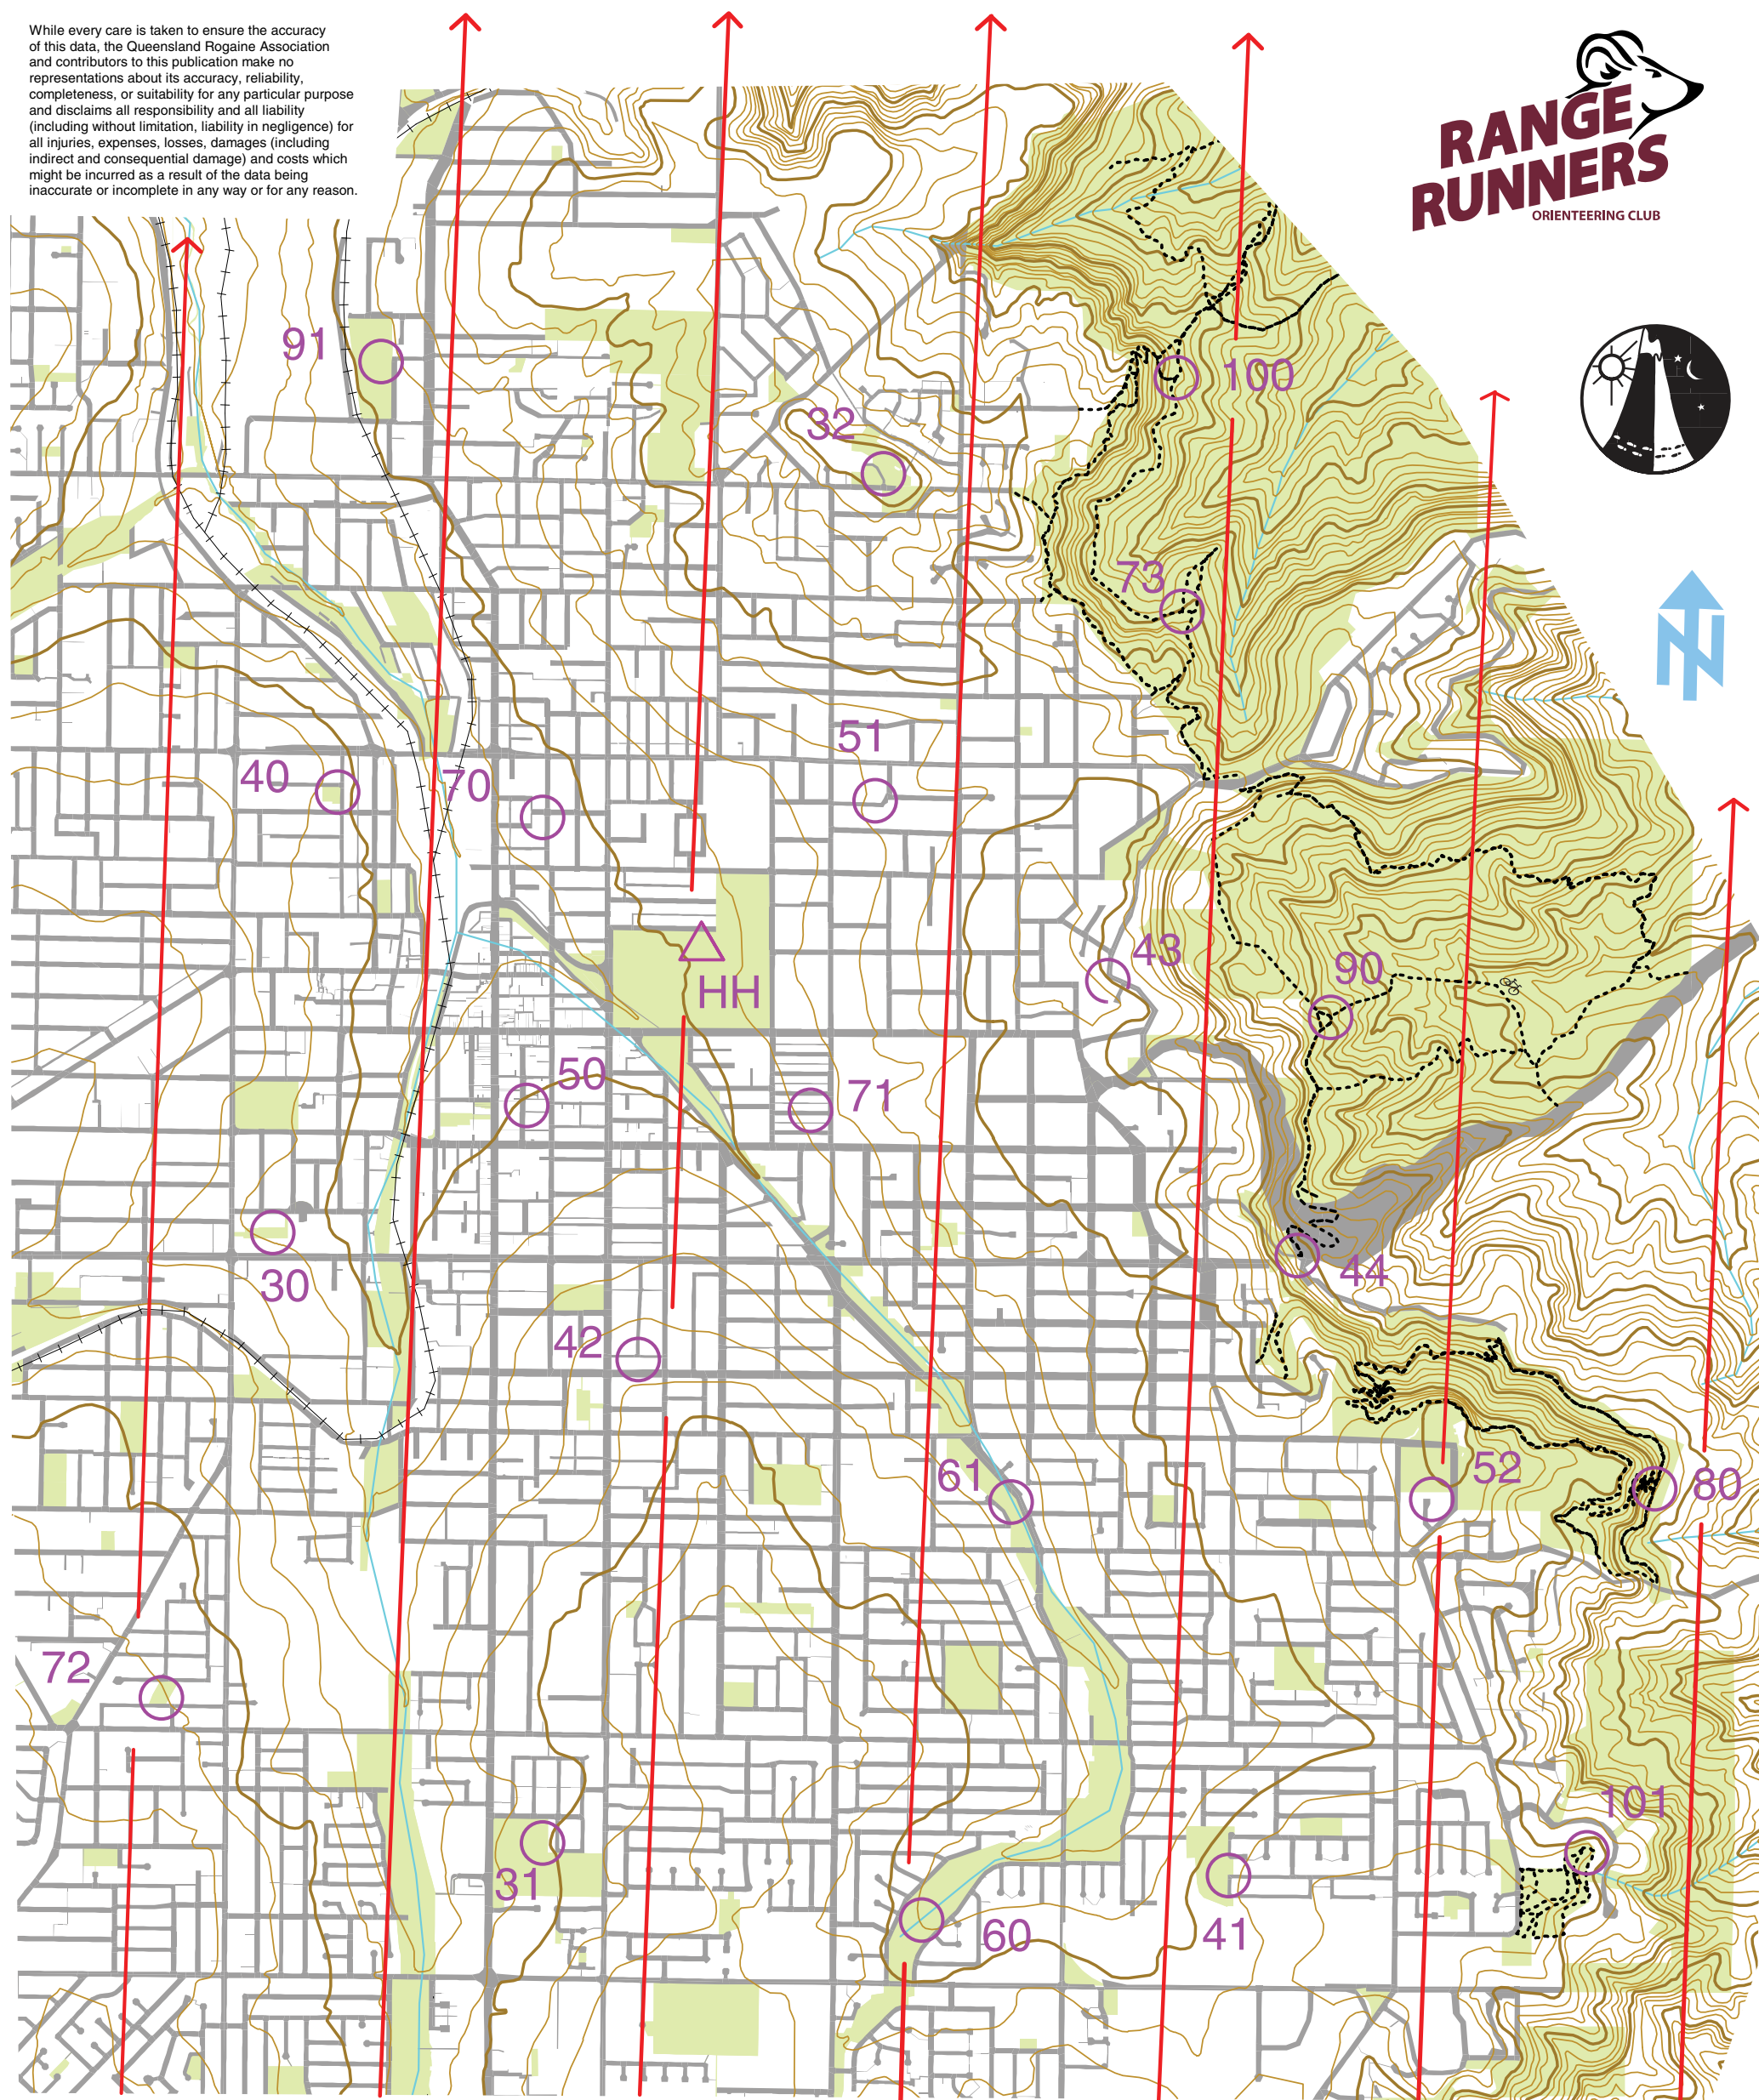 While every care is taken to ensure the accuracy
of this data, the Queensland Rogaine Association
and contributors to this publication make no
representations about its accuracy, reliability,
completeness, or suitability for any particular purpose
and disclaims all responsibility and all liability
(including without limitation, liability in negligence) for
all injuries, expenses, losses, damages (including
indirect and consequential damage) and costs which
might be incurred as a result of the data being
inaccurate or incomplete in any way or for any reason.
RANGE
RUNNERS
ORIENTEERING CLUB
91
100
32
73
N
51
40
70
43
90
HH
50
71
30
44
42
52
61
80
72
101
31
60
41